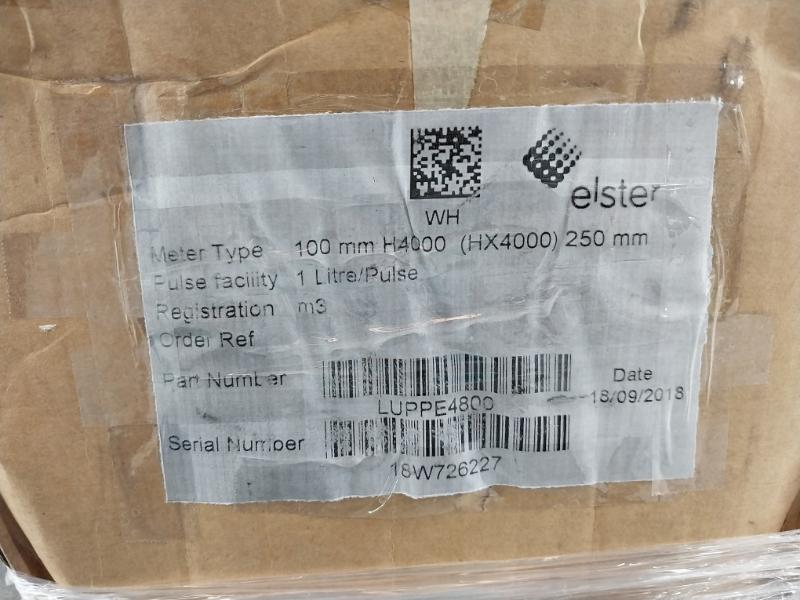 elster
WH
Meter Type 100 mm H4000 (HX4000) 250 mm
Pulse facility 1 Litre/Pulse
Registration m3
Order Ref
Part Number
LUPPE4800
Date
18/09/2018
Serial Number
18W726227